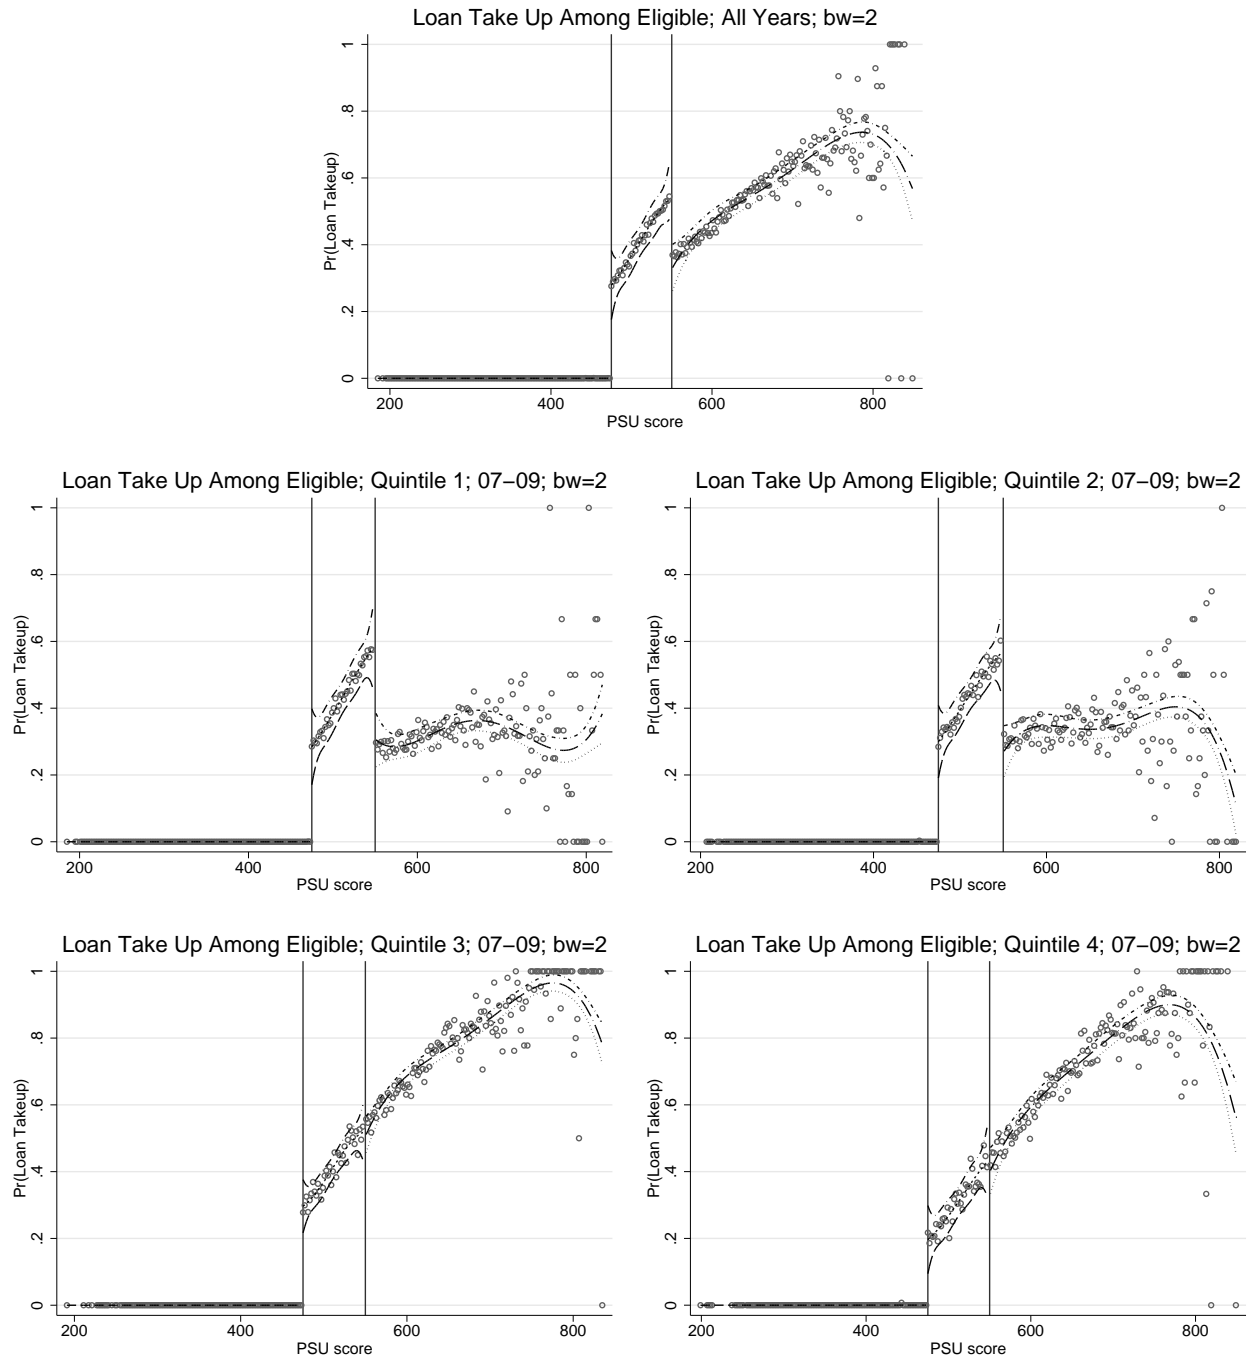 Loan Take Up Among Eligible; All Years; bw=2
Pr(Loan Takeup)
1
.8
.6
.4
.2
0
200 400 600 800
PSU score
Loan Take Up Among Eligible; Quintile 1; 07−09; bw=2
Pr(Loan Takeup)
1
.8
.6
.4
.2
0
200 400 600 800
PSU score
Loan Take Up Among Eligible; Quintile 2; 07−09; bw=2
Pr(Loan Takeup)
1
.8
.6
.4
.2
0
200 400 600 800
PSU score
Loan Take Up Among Eligible; Quintile 3; 07−09; bw=2
Pr(Loan Takeup)
1
.8
.6
.4
.2
0
200 400 600 800
PSU score
Loan Take Up Among Eligible; Quintile 4; 07−09; bw=2
Pr(Loan Takeup)
1
.8
.6
.4
.2
0
200 400 600 800
PSU score